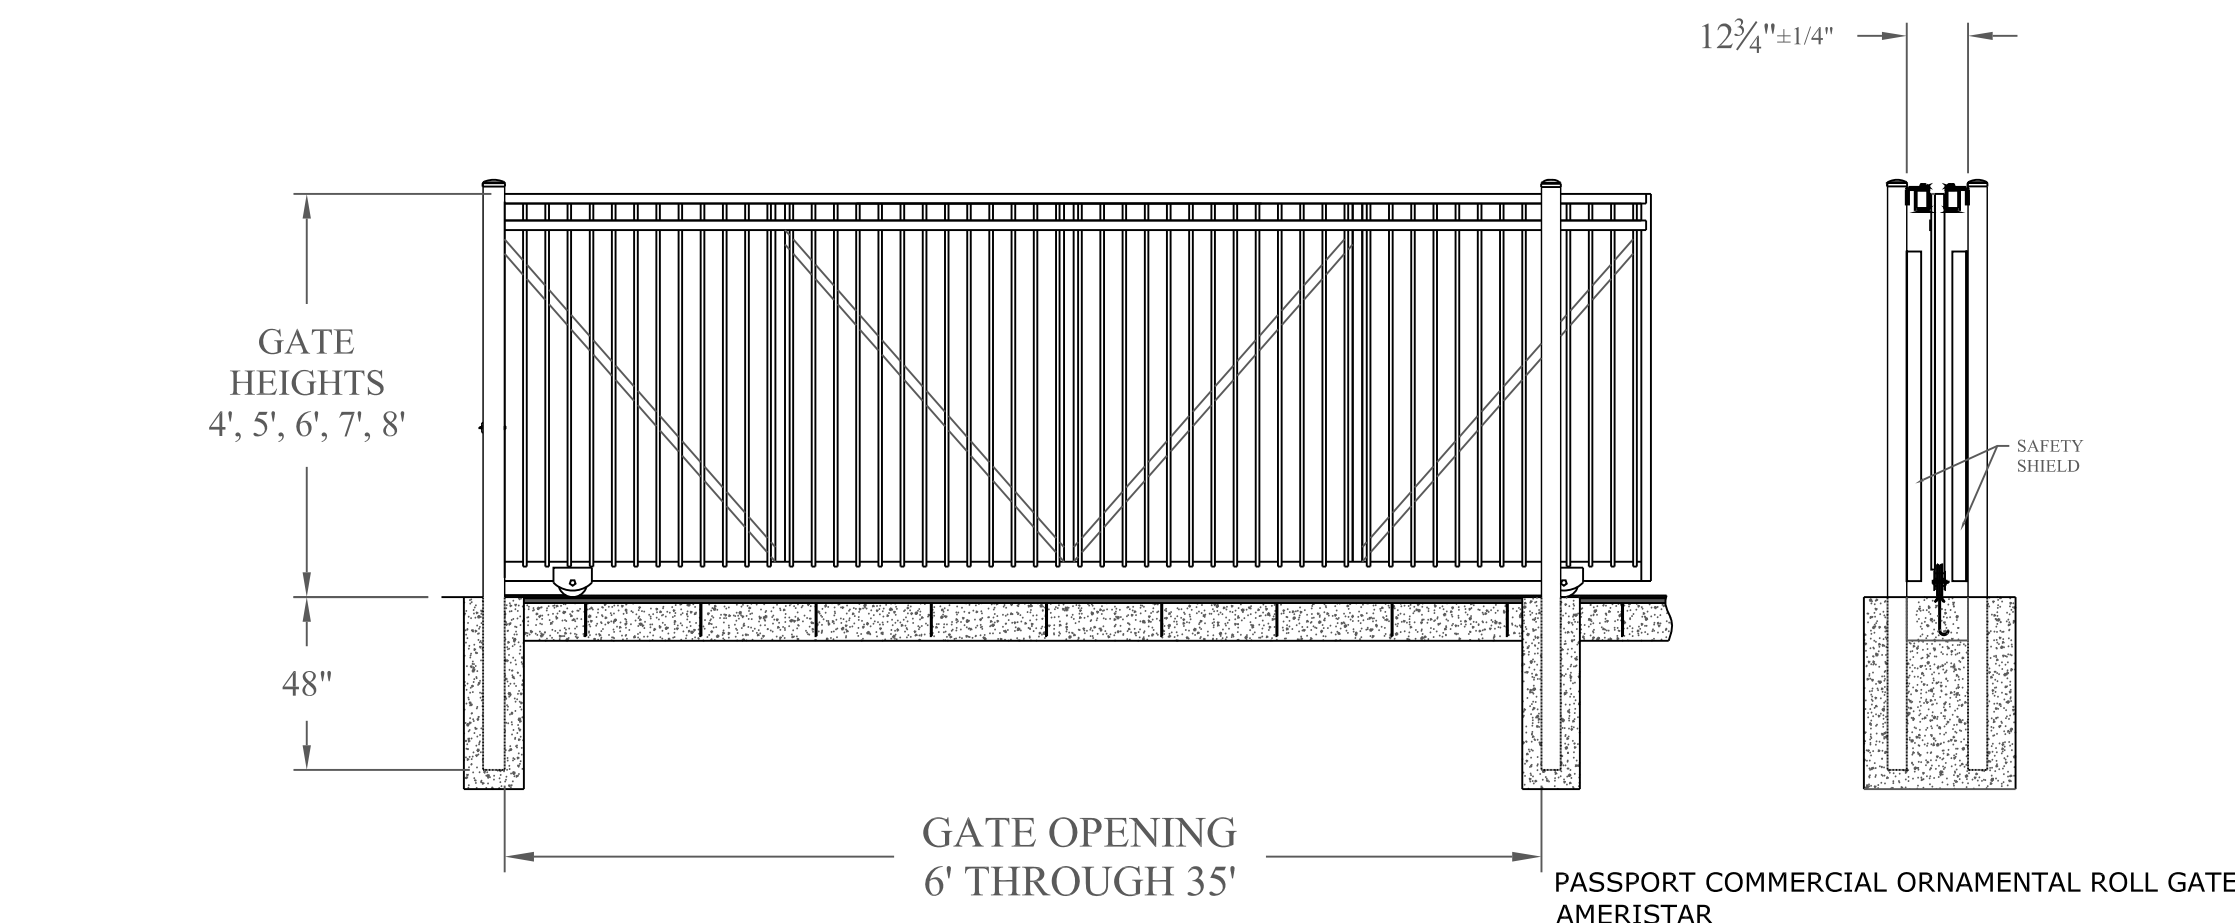 12¾"±1/4"
GATE
HEIGHTS
4', 5', 6', 7', 8'
SAFETY
SHIELD
48"
GATE OPENING
6' THROUGH 35'
PASSPORT COMMERCIAL ORNAMENTAL ROLL GATE
AMERISTAR